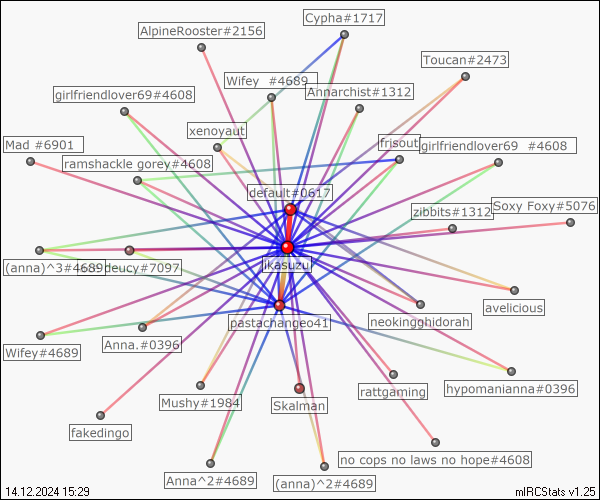 Cypha#1717
AlpineRooster#2156
Toucan#2473
Wifey #4689
Annarchist#1312
girlfriendlover69#4608
xenoyaut
Mad #6901
frisout
girlfriendlover69 #4608
ramshackle gorey#4608
default#0617
Soxy Foxy#5076
zibbits#1312
ikasuzu
(anna)^3#4689
deucy#7097
avelicious
neokingghidorah
pastachangeo41
Wifey#4689
Anna.#0396
hypomanianna#0396
rattgaming
Mushy#1984
Skalman
fakedingo
no cops no laws no hope#4608
Anna^2#4689
(anna)^2#4689
14.12.2024 15:29
mIRCStats v1.25